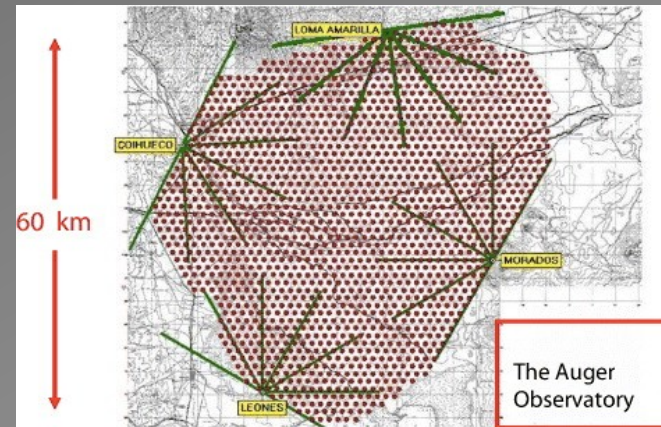 LOMA AMARILLA
COIHUECO
60 km
MORADOS
The Auger
Observatory
LEONES